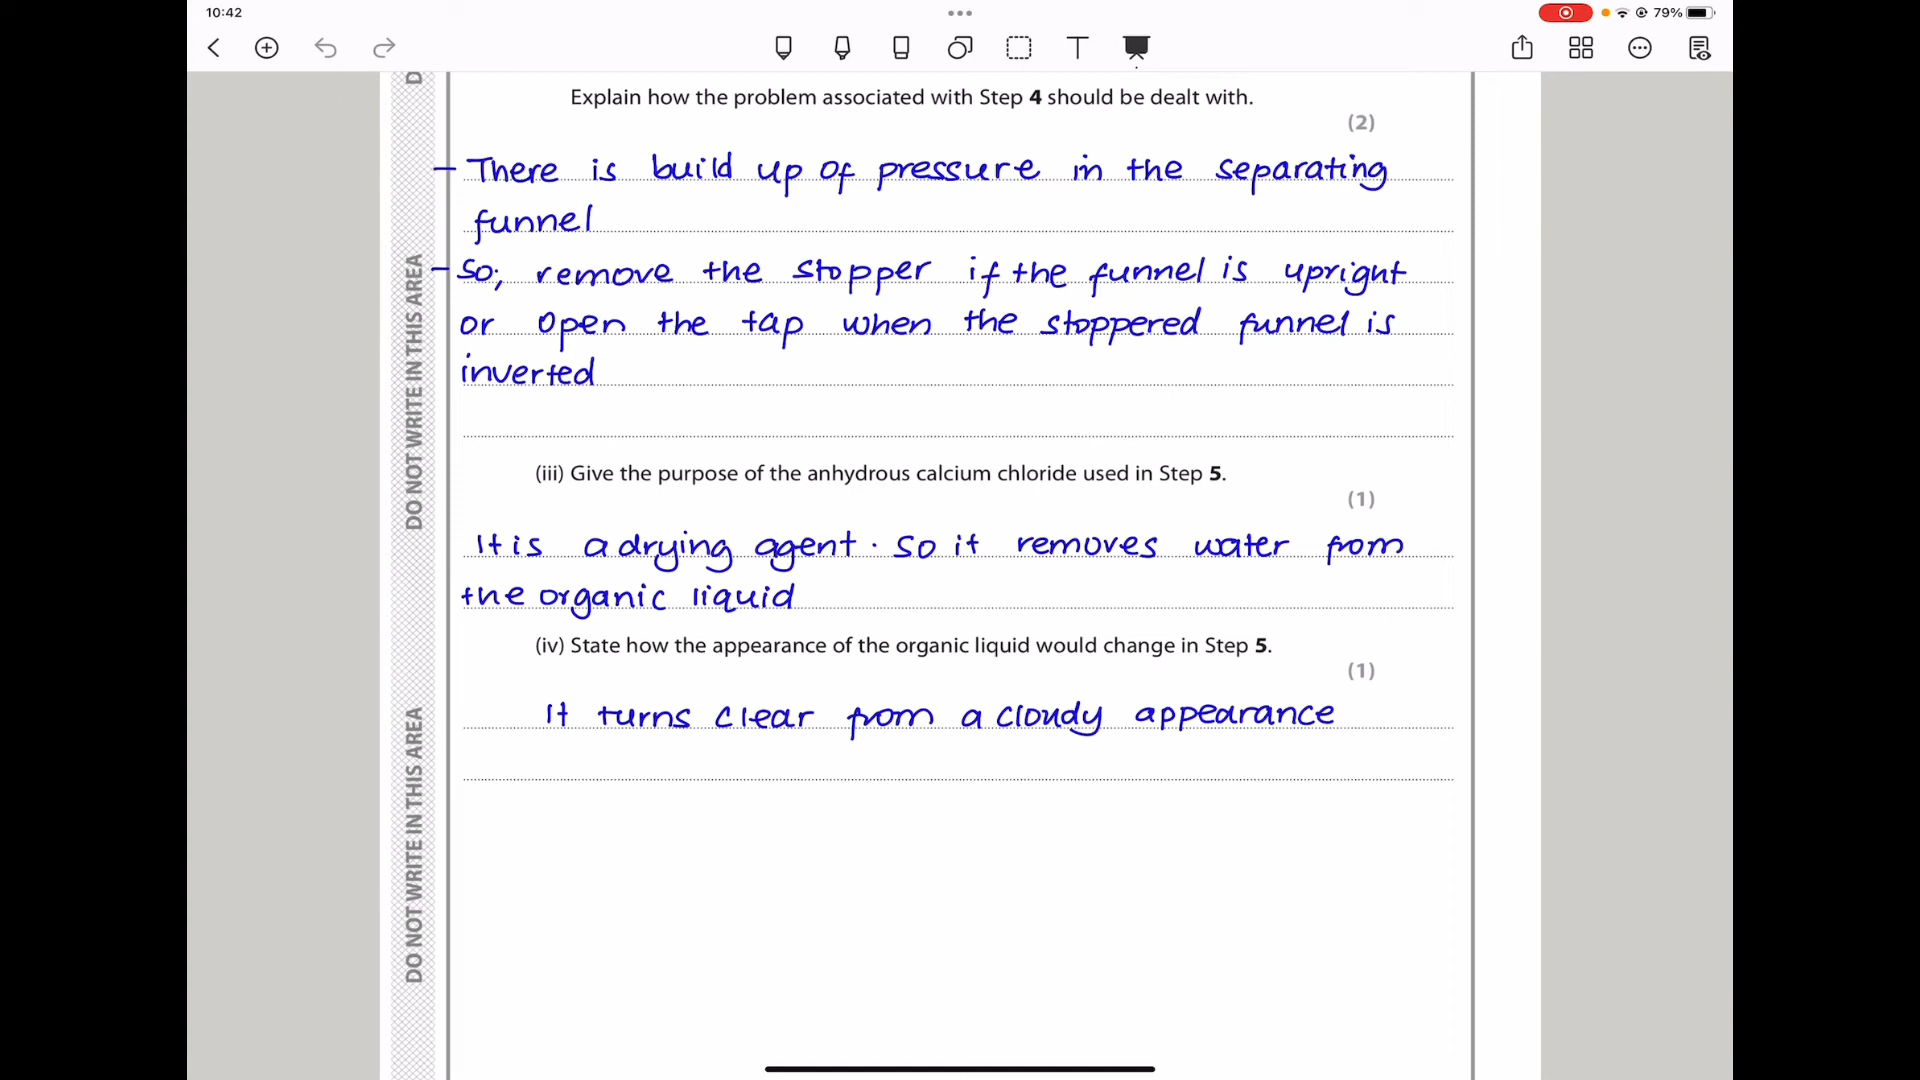 10:42
79%
Explain how the problem associated with Step 4 should be dealt with.
(2)
- There is build up of pressure in the separating
funnel
- So; remove the stopper if the funnel is upright
or open the tap when the stoppered funnel is
inverted
(iii) Give the purpose of the anhydrous calcium chloride used in Step 5.
(1)
It is a drying agent. So it removes water from
the organic liquid
(iv) State how the appearance of the organic liquid would change in Step 5.
(1)
It turns clear from a cloudy appearance
DO NOT WRITE IN THIS AREA
DO NOT WRITE IN THIS AREA
D